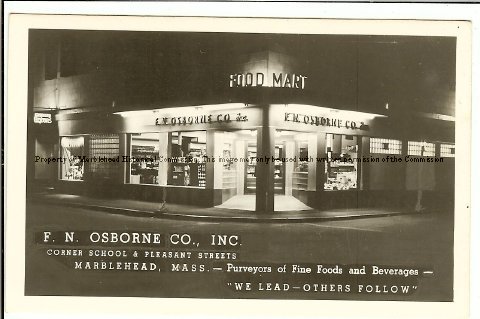 FOOD MART
F. N. OSBORNE CO. INC.
F. N. OSBORNE CO. INC.
Property of Marblehead Historical Commission. This image may only be used with written permission of the Commission
F. N. OSBORNE CO., INC.
CORNER SCHOOL & PLEASANT STREETS
MARBLEHEAD, MASS. — Purveyors of Fine Foods and Beverages —
"WE LEAD—OTHERS FOLLOW"